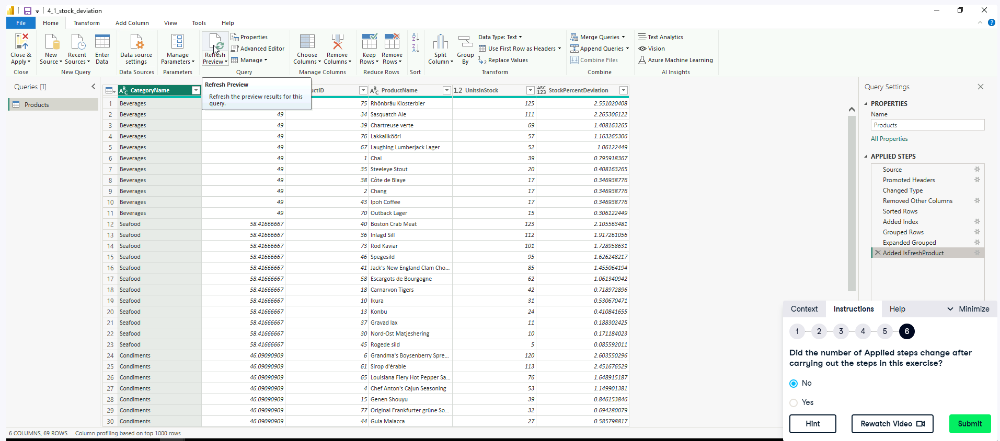 4_1_stock_deviation
File Home Transform Add Column View Tools Help
Close & Apply
New Source
Recent Sources
Enter Data
Data source settings
Manage Parameters
Refresh Preview
Properties
Advanced Editor
Manage
Choose Columns
Remove Columns
Keep Rows
Remove Rows
Split Column
Group By
Data Type: Text
Use First Row as Headers
Replace Values
Merge Queries
Append Queries
Combine Files
Text Analytics
Vision
Azure Machine Learning
Close New Query Data Sources Parameters Query Manage Columns Reduce Rows Sort Transform Combine AI Insights
Refresh Preview
Refresh the preview results for this
query.
Queries [1]
Products
CategoryName uctID ProductName 1.2 UnitsInStock ABC 123 StockPercentDeviation
1 Beverages 75 Rhönbräu Klosterbier 125 2.551020408
2 Beverages 49 34 Sasquatch Ale 111 2.265306122
3 Beverages 49 39 Chartreuse verte 69 1.408163265
4 Beverages 49 76 Lakkalikööri 57 1.163265306
5 Beverages 49 67 Laughing Lumberjack Lager 52 1.06122449
6 Beverages 49 1 Chai 39 0.795918367
7 Beverages 49 35 Steeleye Stout 20 0.408163265
8 Beverages 49 38 Côte de Blaye 17 0.346938776
9 Beverages 49 2 Chang 17 0.346938776
10 Beverages 49 43 Ipoh Coffee 17 0.346938776
11 Beverages 49 70 Outback Lager 15 0.306122449
12 Seafood 58.41666667 40 Boston Crab Meat 123 2.105563481
13 Seafood 58.41666667 36 Inlagd Sill 112 1.917261056
14 Seafood 58.41666667 73 Röd Kaviar 101 1.728958631
15 Seafood 58.41666667 46 Spegesild 95 1.626248217
16 Seafood 58.41666667 41 Jack's New England Clam Cho... 85 1.455064194
17 Seafood 58.41666667 58 Escargots de Bourgogne 62 1.061340942
18 Seafood 58.41666667 18 Carnarvon Tigers 42 0.718972896
19 Seafood 58.41666667 10 Ikura 31 0.530670471
20 Seafood 58.41666667 13 Konbu 24 0.410841655
21 Seafood 58.41666667 37 Gravad lax 11 0.188302425
22 Seafood 58.41666667 30 Nord-Ost Matjeshering 10 0.171184023
23 Seafood 58.41666667 45 Rogede sild 5 0.085592011
24 Condiments 46.09090909 6 Grandma's Boysenberry Spre... 120 2.603550296
25 Condiments 46.09090909 61 Sirop d'érable 113 2.451676529
26 Condiments 46.09090909 65 Louisiana Fiery Hot Pepper Sa... 76 1.648915187
27 Condiments 46.09090909 4 Chef Anton's Cajun Seasoning 53 1.149901381
28 Condiments 46.09090909 15 Genen Shouyu 39 0.846153846
29 Condiments 46.09090909 77 Original Frankfurter grüne So... 32 0.694280079
30 Condiments 46.09090909 44 Gula Malacca 27 0.585798817
6 COLUMNS, 69 ROWS Column profiling based on top 1000 rows
Query Settings
PROPERTIES
Name
Products
All Properties
APPLIED STEPS
Source
Promoted Headers
Changed Type
Removed Other Columns
Sorted Rows
Added Index
Grouped Rows
Expanded Grouped
Added IsFreshProduct
Context Instructions Help Minimize
1 2 3 4 5 6
Did the number of Applied steps change after
carrying out the steps in this exercise?
No
Yes
Hint Rewatch Video Submit